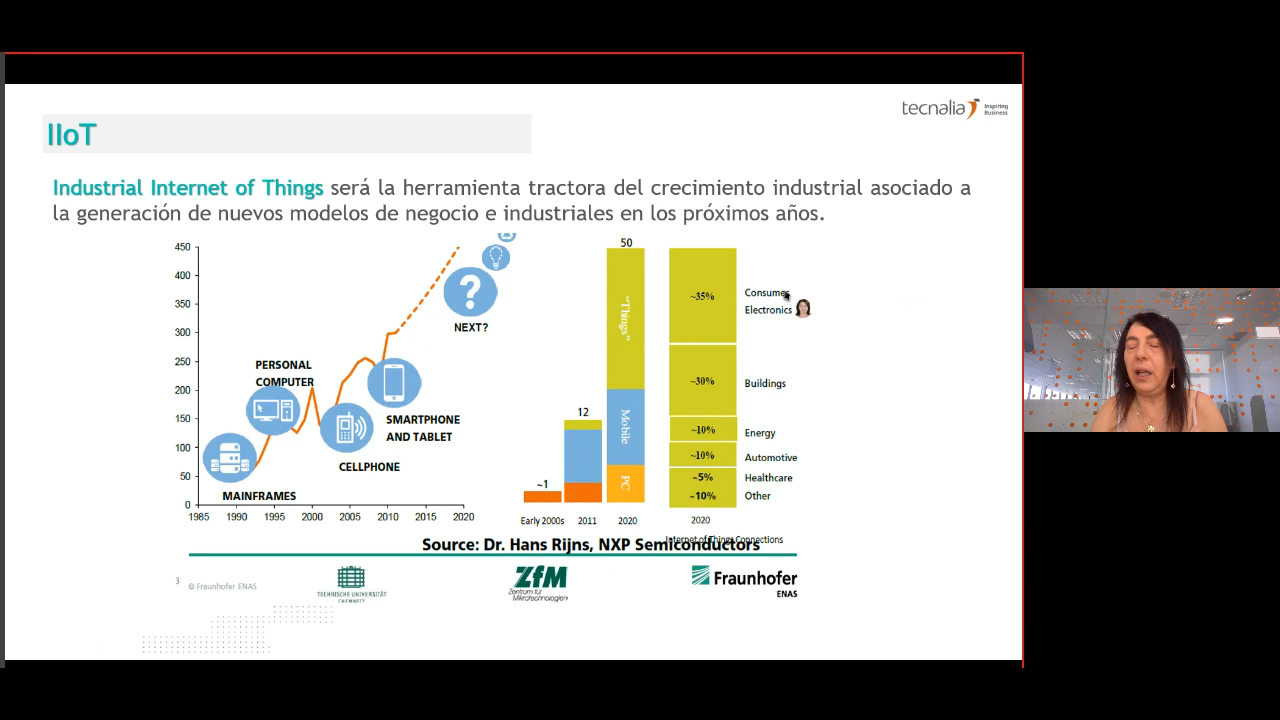 tecnalia Inspiring
Business
IIoT
Industrial Internet of Things será la herramienta tractora del crecimiento industrial asociado a
la generación de nuevos modelos de negocio e industriales en los próximos años.
450
400
350
300
250
200
150
100
50
0
1985 1990 1995 2000 2005 2010 2015 2020
MAINFRAMES
PERSONAL
COMPUTER
CELLPHONE
SMARTPHONE
AND TABLET
?
NEXT?
~1
12
50
"Things"
Mobile
PC
Early 2000s 2011 2020
~35% Consumer
Electronics
~30% Buildings
~10% Energy
~10% Automotive
~5% Healthcare
~10% Other
2020
Internet of Things Connections
Source: Dr. Hans Rijns, NXP Semiconductors
3 © Fraunhofer ENAS
TECHNISCHE UNIVERSITÄT
CHEMNITZ
ZfM
Zentrum für
Mikrotechnologien
Fraunhofer
ENAS